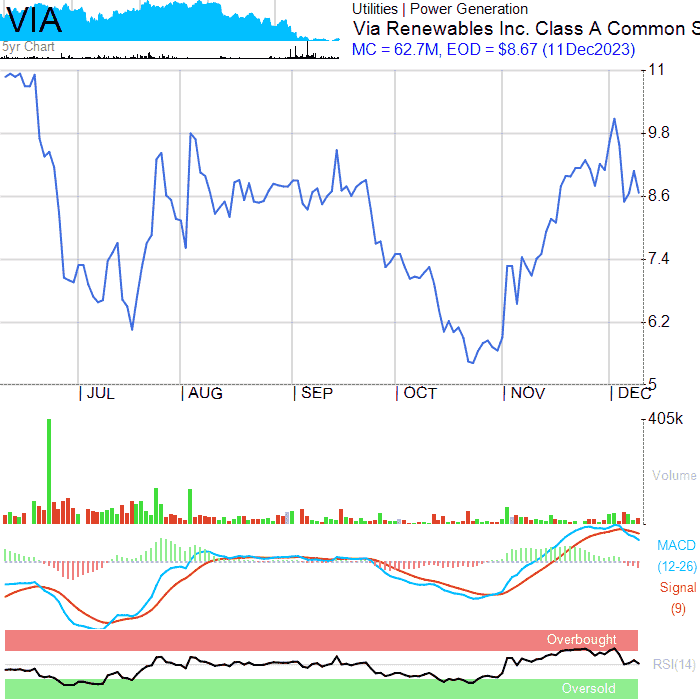 VIA
5yr Chart
Utilities | Power Generation
Via Renewables Inc. Class A Common S
MC = 62.7M, EOD = $8.67 (11Dec2023)
11
9.8
8.6
7.4
6.2
5
JUL AUG SEP OCT NOV DEC
405k
Volume
MACD
(12-26)
Signal
(9)
Overbought
RSI(14)
Oversold